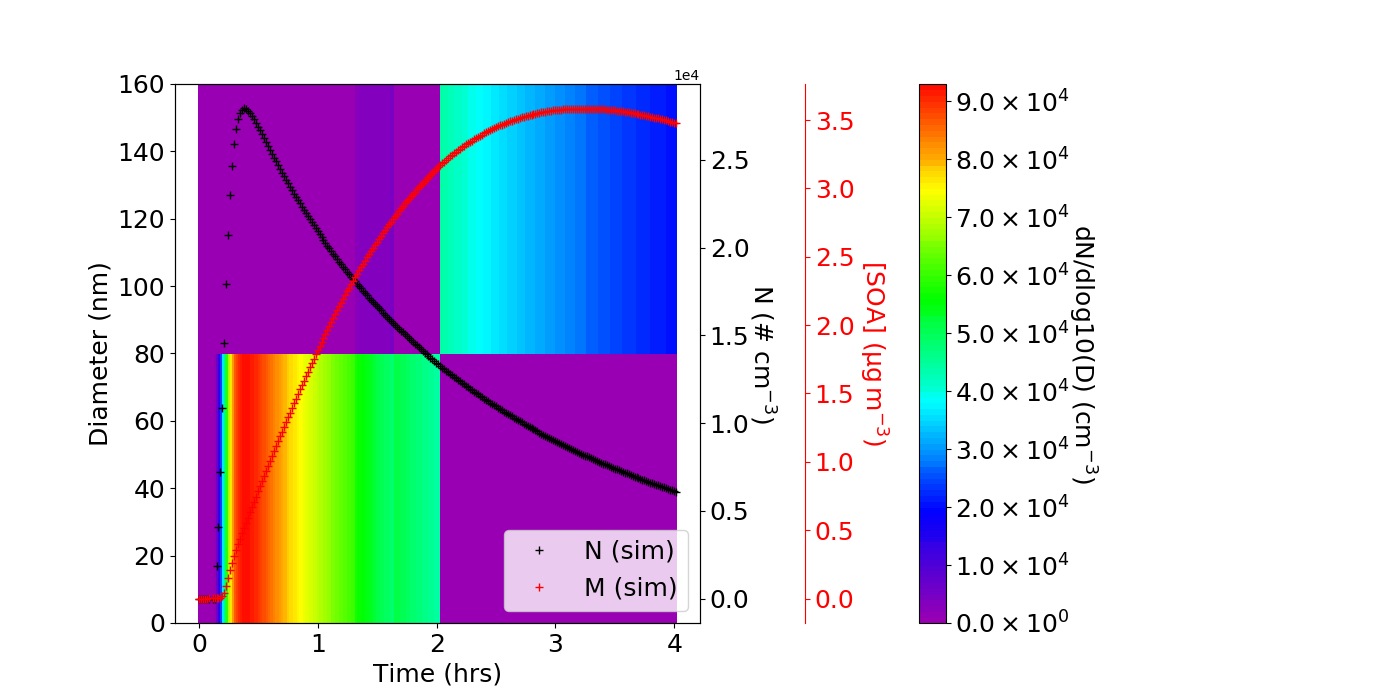 1e4
160
140
120
100
80
60
40
20
0
Diameter (nm)
0
1
2
3
4
Time (hrs)
2.5
2.0
1.5
1.0
0.5
0.0
N (# cm⁻³)
3.5
3.0
2.5
2.0
1.5
1.0
0.5
0.0
[SOA] (µg m⁻³)
9.0 × 10⁴
8.0 × 10⁴
7.0 × 10⁴
6.0 × 10⁴
5.0 × 10⁴
4.0 × 10⁴
3.0 × 10⁴
2.0 × 10⁴
1.0 × 10⁴
0.0 × 10⁰
dN/dlog10(D) (cm⁻³)
N (sim)
M (sim)